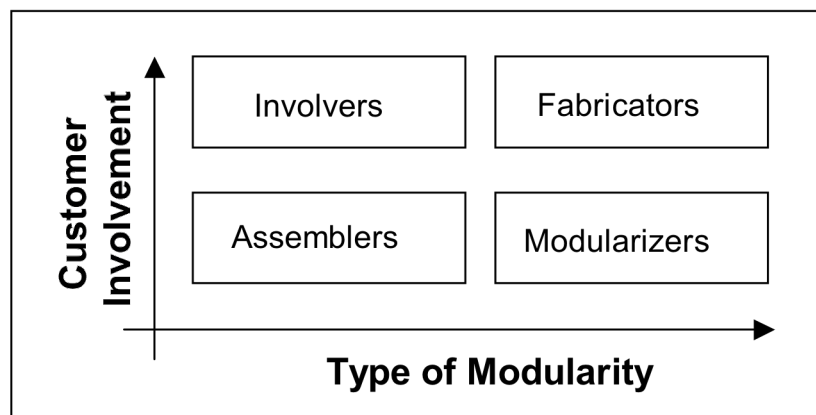 Customer
Involvement
Involvers
Fabricators
Assemblers
Modularizers
Type of Modularity